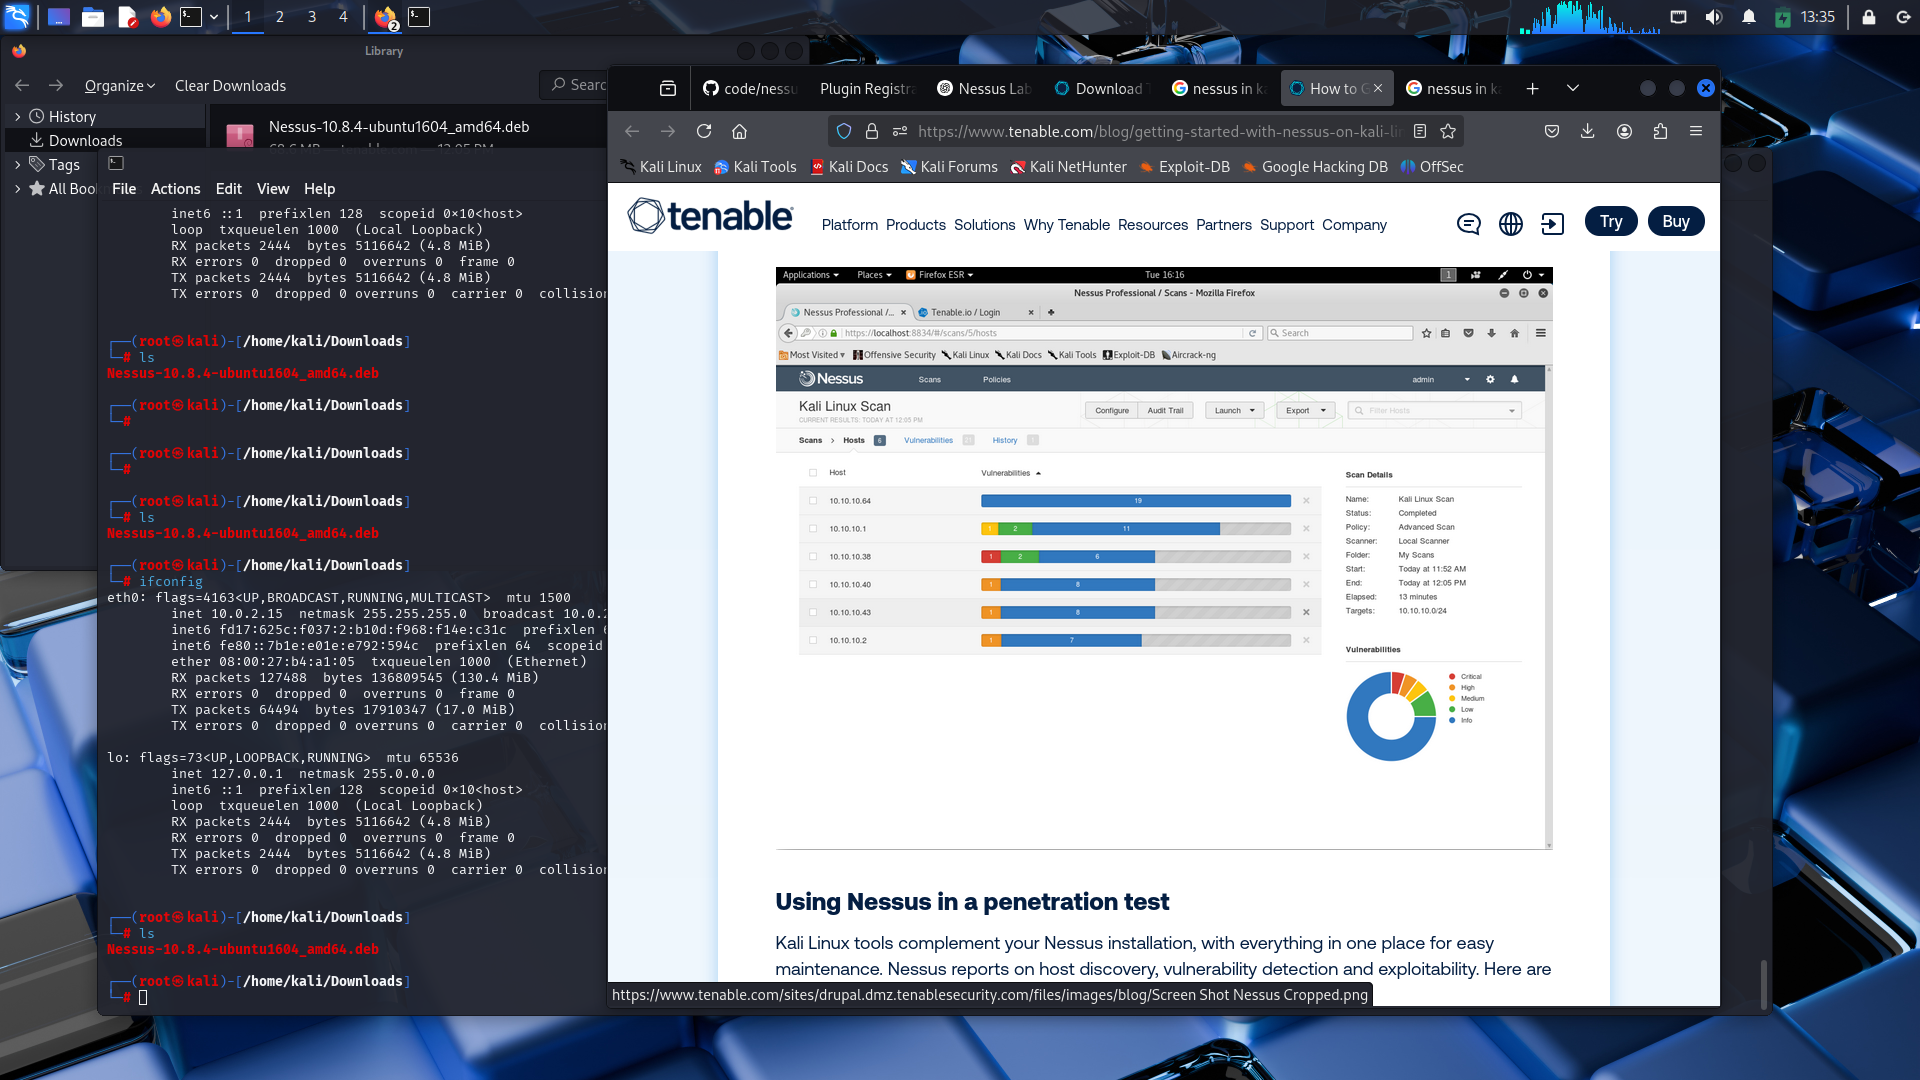 1 2 3 4
2
13:35
Library
Organize
Clear Downloads
Searc
History
Downloads
Tags
All Book
Nessus-10.8.4-ubuntu1604_amd64.deb
File Actions Edit View Help
inet6 ::1  prefixlen 128  scopeid 0×10<host>
loop  txqueuelen 1000  (Local Loopback)
RX packets 2444  bytes 5116642 (4.8 MiB)
RX errors 0  dropped 0  overruns 0  frame 0
TX packets 2444  bytes 5116642 (4.8 MiB)
TX errors 0  dropped 0 overruns 0  carrier 0  collision
(root㉿kali)-[/home/kali/Downloads]
# ls
Nessus-10.8.4-ubuntu1604_amd64.deb
(root㉿kali)-[/home/kali/Downloads]
#
(root㉿kali)-[/home/kali/Downloads]
#
(root㉿kali)-[/home/kali/Downloads]
# ls
Nessus-10.8.4-ubuntu1604_amd64.deb
(root㉿kali)-[/home/kali/Downloads]
# ifconfig
eth0: flags=4163<UP,BROADCAST,RUNNING,MULTICAST>  mtu 1500
inet 10.0.2.15  netmask 255.255.255.0  broadcast 10.0.2
inet6 fd17:625c:f037:2:b10d:f968:f14e:c31c  prefixlen 6
inet6 fe80::7b1e:e01e:e792:594c  prefixlen 64  scopeid
ether 08:00:27:b4:a1:05  txqueuelen 1000  (Ethernet)
RX packets 127488  bytes 136809545 (130.4 MiB)
RX errors 0  dropped 0  overruns 0  frame 0
TX packets 64494  bytes 17910347 (17.0 MiB)
TX errors 0  dropped 0 overruns 0  carrier 0  collision
lo: flags=73<UP,LOOPBACK,RUNNING>  mtu 65536
inet 127.0.0.1  netmask 255.0.0.0
inet6 ::1  prefixlen 128  scopeid 0×10<host>
loop  txqueuelen 1000  (Local Loopback)
RX packets 2444  bytes 5116642 (4.8 MiB)
RX errors 0  dropped 0  overruns 0  frame 0
TX packets 2444  bytes 5116642 (4.8 MiB)
TX errors 0  dropped 0 overruns 0  carrier 0  collision
(root㉿kali)-[/home/kali/Downloads]
# ls
Nessus-10.8.4-ubuntu1604_amd64.deb
(root㉿kali)-[/home/kali/Downloads]
#
code/nessu Plugin Registra Nessus Lab Download T nessus in ka How to G nessus in ka
https://www.tenable.com/blog/getting-started-with-nessus-on-kali-lin
Kali Linux Kali Tools Kali Docs Kali Forums Kali NetHunter Exploit-DB Google Hacking DB OffSec
tenable
Platform Products Solutions Why Tenable Resources Partners Support Company
Try Buy
Applications Places Firefox ESR Tue 16:16 1
Nessus Professional / Scans - Mozilla Firefox
Nessus Professional /... Tenable.io / Login
https://localhost:8834/#/scans/5/hosts Search
Most Visited Offensive Security Kali Linux Kali Docs Kali Tools Exploit-DB Aircrack-ng
Nessus Scans Policies admin
Kali Linux Scan
CURRENT RESULTS: TODAY AT 12:05 PM
Configure Audit Trail Launch Export Filter Hosts
Scans > Hosts 6 Vulnerabilities History 1
Host Vulnerabilities
10.10.10.64 19
10.10.10.1 1 2 11
10.10.10.38 1 2 6
10.10.10.40 1 8
10.10.10.43 1 8
10.10.10.2 1 7
Scan Details
Name: Kali Linux Scan
Status: Completed
Policy: Advanced Scan
Scanner: Local Scanner
Folder: My Scans
Start: Today at 11:52 AM
End: Today at 12:05 PM
Elapsed: 13 minutes
Targets: 10.10.10.0/24
Vulnerabilities
Critical
High
Medium
Low
Info
Using Nessus in a penetration test
Kali Linux tools complement your Nessus installation, with everything in one place for easy
maintenance. Nessus reports on host discovery, vulnerability detection and exploitability. Here are
https://www.tenable.com/sites/drupal.dmz.tenablesecurity.com/files/images/blog/Screen Shot Nessus Cropped.png